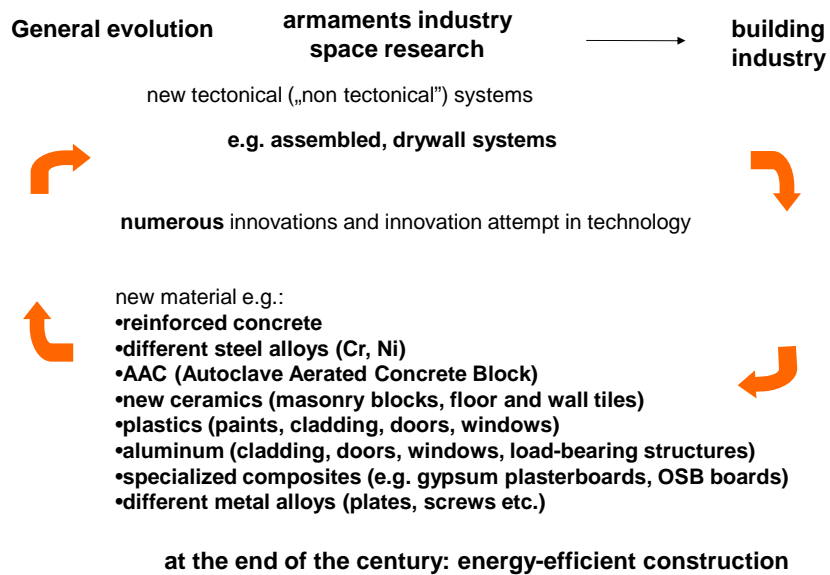 General evolution
armaments industry
space research
building
industry
new tectonical („non tectonical”) systems
e.g. assembled, drywall systems
numerous innovations and innovation attempt in technology
new material e.g.:
•reinforced concrete
•different steel alloys (Cr, Ni)
•AAC (Autoclave Aerated Concrete Block)
•new ceramics (masonry blocks, floor and wall tiles)
•plastics (paints, cladding, doors, windows)
•aluminum (cladding, doors, windows, load-bearing structures)
•specialized composites (e.g. gypsum plasterboards, OSB boards)
•different metal alloys (plates, screws etc.)
at the end of the century: energy-efficient construction